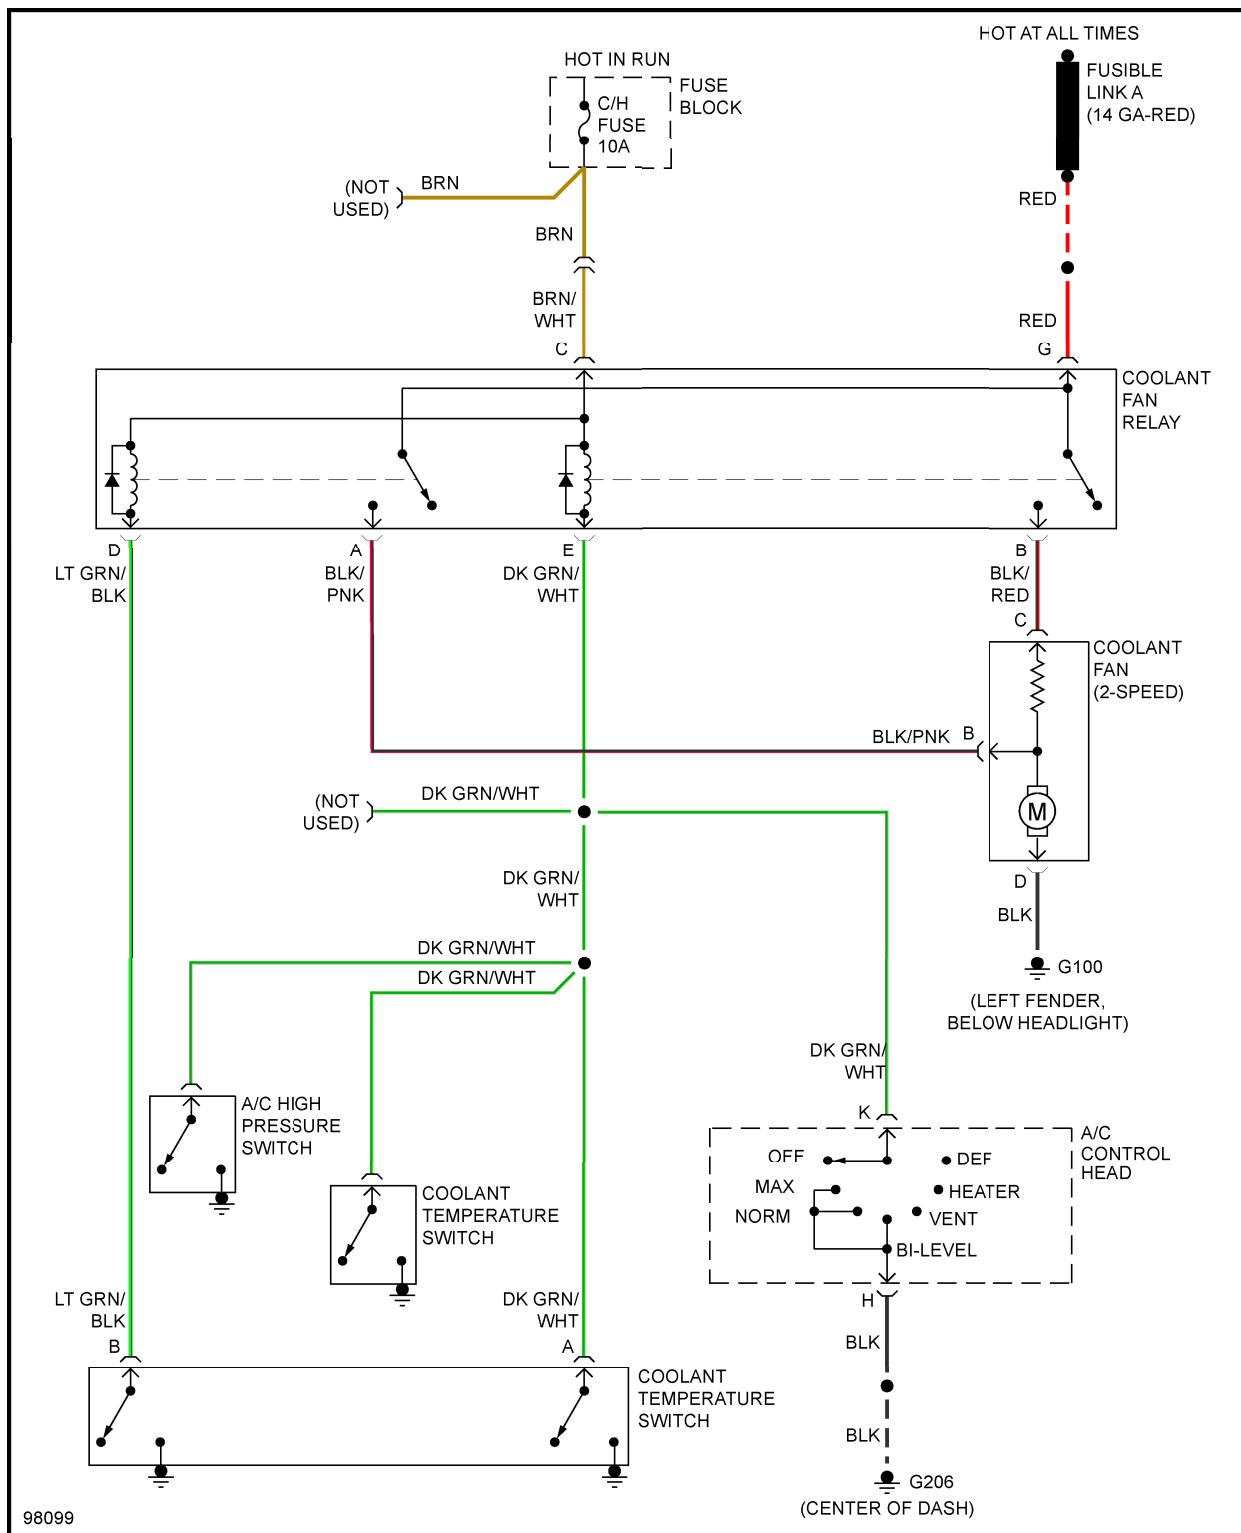 HOT AT ALL TIMES
FUSIBLE
LINK A
(14 GA-RED)
HOT IN RUN
FUSE
BLOCK
C/H
FUSE
10A
(NOT
USED)
BRN
BRN
RED
BRN/
WHT
RED
C
G
COOLANT
FAN
RELAY
D
LT GRN/
BLK
A
BLK/
PNK
E
DK GRN/
WHT
B
BLK/
RED
C
COOLANT
FAN
(2-SPEED)
BLK/PNK
B
M
(NOT
USED)
DK GRN/WHT
DK GRN/
WHT
D
BLK
DK GRN/WHT
DK GRN/WHT
G100
(LEFT FENDER,
BELOW HEADLIGHT)
DK GRN/
WHT
A/C HIGH
PRESSURE
SWITCH
K
A/C
CONTROL
HEAD
OFF
DEF
MAX
HEATER
NORM
VENT
BI-LEVEL
COOLANT
TEMPERATURE
SWITCH
LT GRN/
BLK
B
DK GRN/
WHT
A
H
BLK
COOLANT
TEMPERATURE
SWITCH
BLK
G206
(CENTER OF DASH)
98099